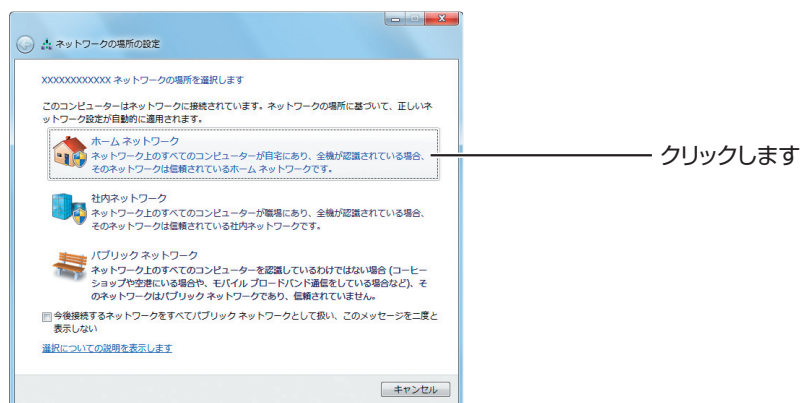 ネットワークの場所の設定
XXXXXXXXXXXX ネットワークの場所を選択します
このコンピューターはネットワークに接続されています。ネットワークの場所に基づいて、正しいネ
ットワーク設定が自動的に適用されます。
ホーム ネットワーク
ネットワーク上のすべてのコンピューターが自宅にあり、全機が認識されている場合、
そのネットワークは信頼されているホーム ネットワークです。
クリックします
社内ネットワーク
ネットワーク上のすべてのコンピューターが職場にあり、全機が認識されている場合、
そのネットワークは信頼されている社内ネットワークです。
パブリック ネットワーク
ネットワーク上のすべてのコンピューターを認識しているわけではない場合 (コーヒー
ショップや空港にいる場合や、モバイル ブロードバンド通信をしている場合など)、そ
のネットワークはパブリック ネットワークであり、信頼されていません。
今後接続するネットワークをすべてパブリック ネットワークとして扱い、このメッセージを二度と
表示しない
選択についての説明を表示します
キャンセル